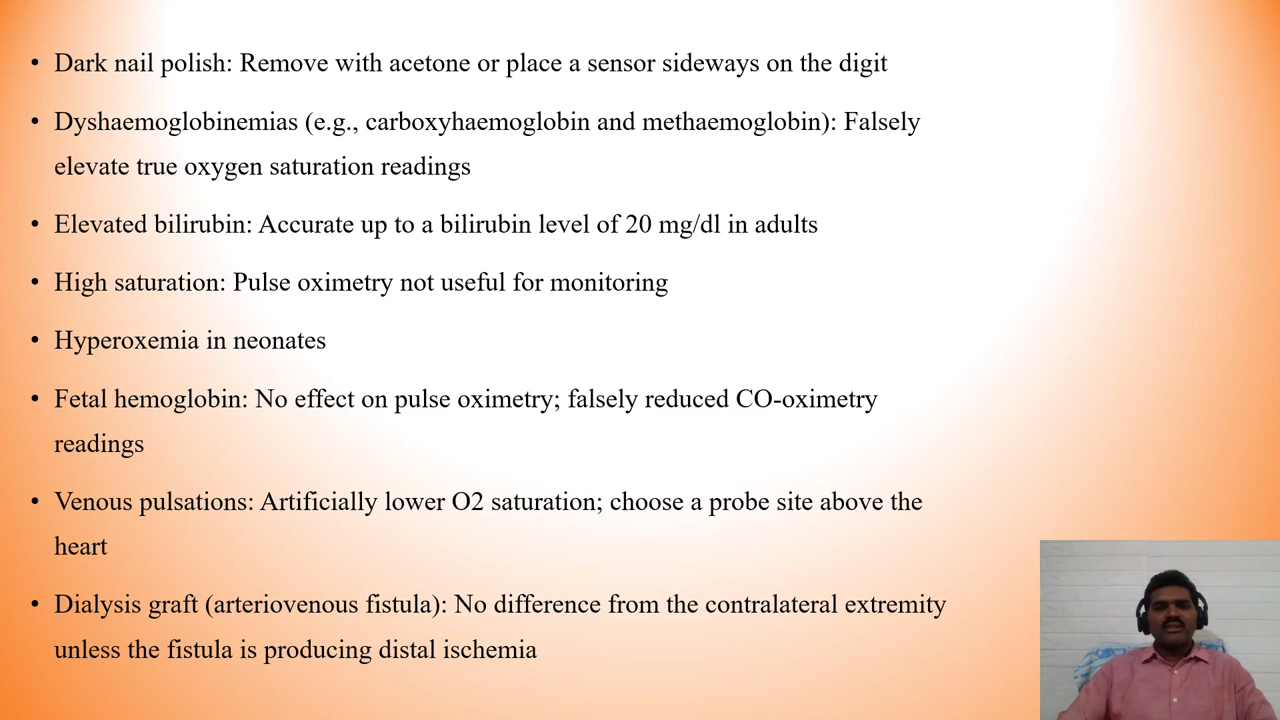 • Dark nail polish: Remove with acetone or place a sensor sideways on the digit
• Dyshaemoglobinemias (e.g., carboxyhaemoglobin and methaemoglobin): Falsely
elevate true oxygen saturation readings
• Elevated bilirubin: Accurate up to a bilirubin level of 20 mg/dl in adults
• High saturation: Pulse oximetry not useful for monitoring
• Hyperoxemia in neonates
• Fetal hemoglobin: No effect on pulse oximetry; falsely reduced CO-oximetry
readings
• Venous pulsations: Artificially lower O2 saturation; choose a probe site above the
heart
• Dialysis graft (arteriovenous fistula): No difference from the contralateral extremity
unless the fistula is producing distal ischemia